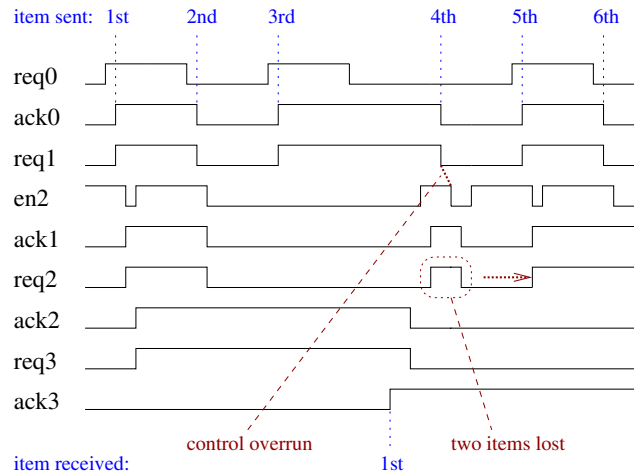 item sent: 1st 2nd 3rd 4th 5th 6th
req0
ack0
req1
en2
ack1
req2
ack2
req3
ack3
control overrun two items lost
item received: 1st